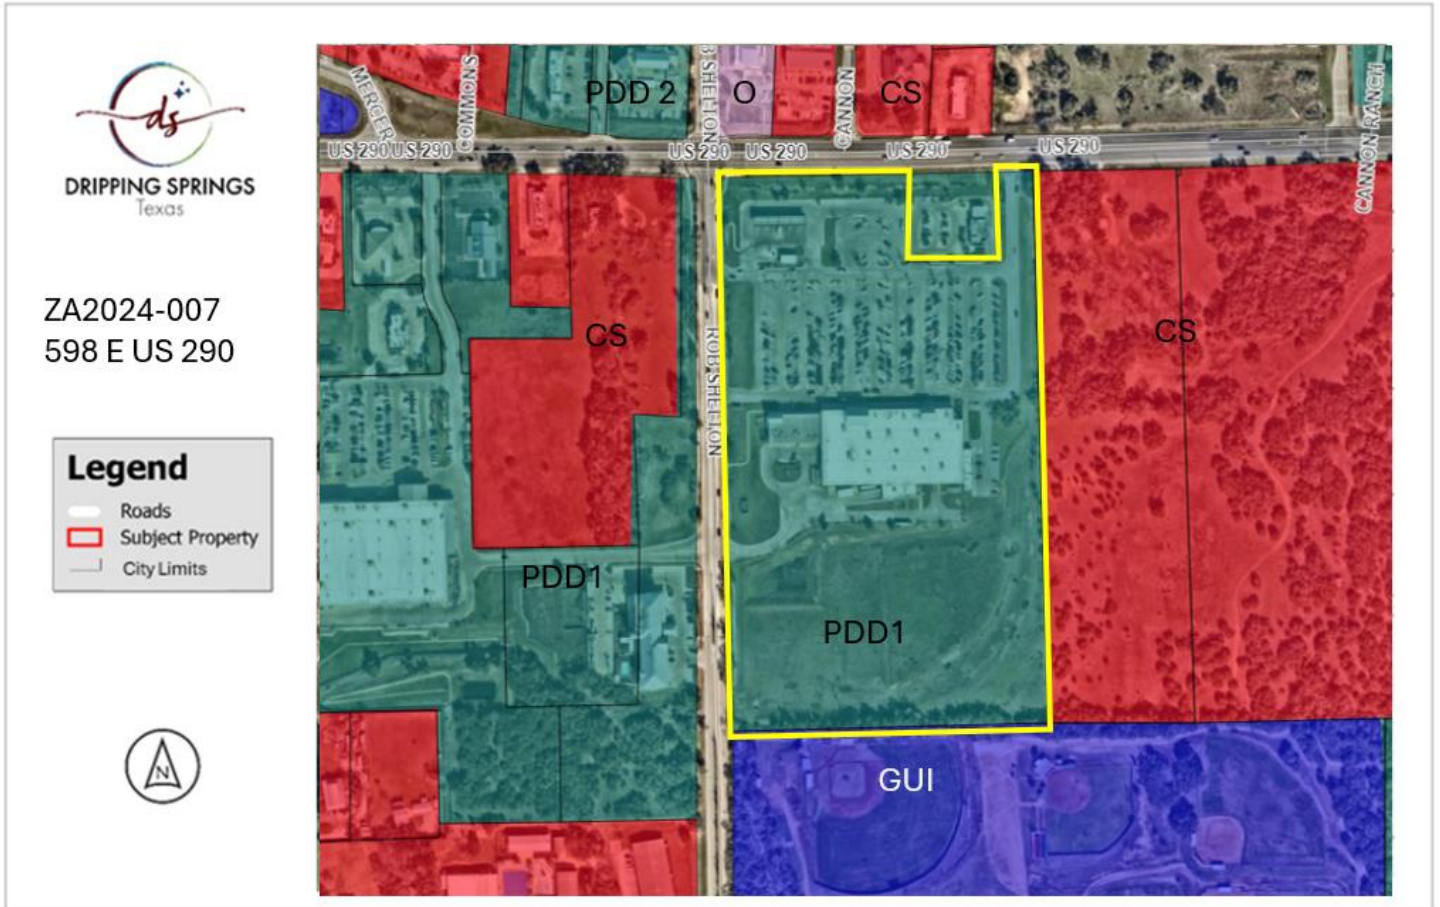 ds
DRIPPING SPRINGS
Texas
ZA2024-007
598 E US 290
Legend
Roads
Subject Property
City Limits
N
MERCER
COMMONS
PDD 2
B SHELTON
O
CANNON
CS
CANNON RANCH
US 290 US 290
US 290
US 290
US 290
US 290
CS
ROB SHELTON
CS
PDD1
PDD1
GUI